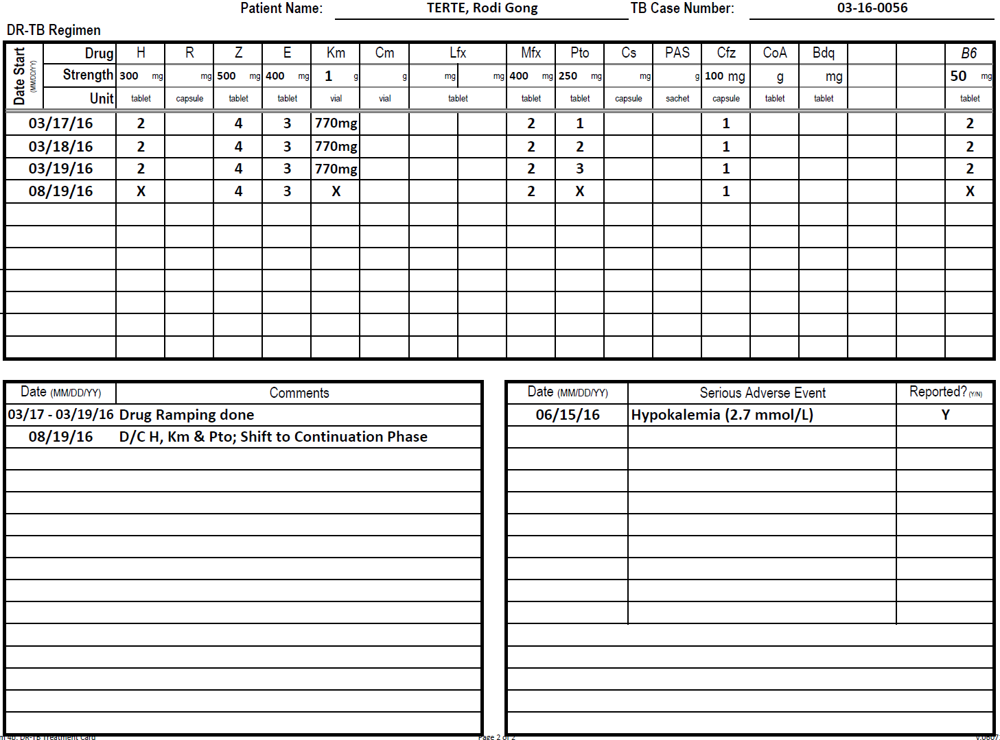 Patient Name: TERTE, Rodi Gong TB Case Number: 03-16-0056
DR-TB Regimen
Date Start (MM/DD/YY)
Drug H R Z E Km Cm Lfx Mfx Pto Cs PAS Cfz CoA Bdq B6
Strength 300 mg mg 500 mg 400 mg 1 g g mg mg 400 mg 250 mg mg g 100 mg g mg 50 mg
Unit tablet capsule tablet tablet vial vial tablet tablet tablet capsule sachet capsule tablet tablet tablet
03/17/16 2 4 3 770mg 2 1 1 2
03/18/16 2 4 3 770mg 2 2 1 2
03/19/16 2 4 3 770mg 2 3 1 2
08/19/16 X 4 3 X 2 X 1 X
Date (MM/DD/YY) Comments
03/17 - 03/19/16 Drug Ramping done
08/19/16 D/C H, Km & Pto; Shift to Continuation Phase
Date (MM/DD/YY) Serious Adverse Event Reported? (Y/N)
06/15/16 Hypokalemia (2.7 mmol/L) Y
4b. DR-TB Treatment Card Page 2 of 2